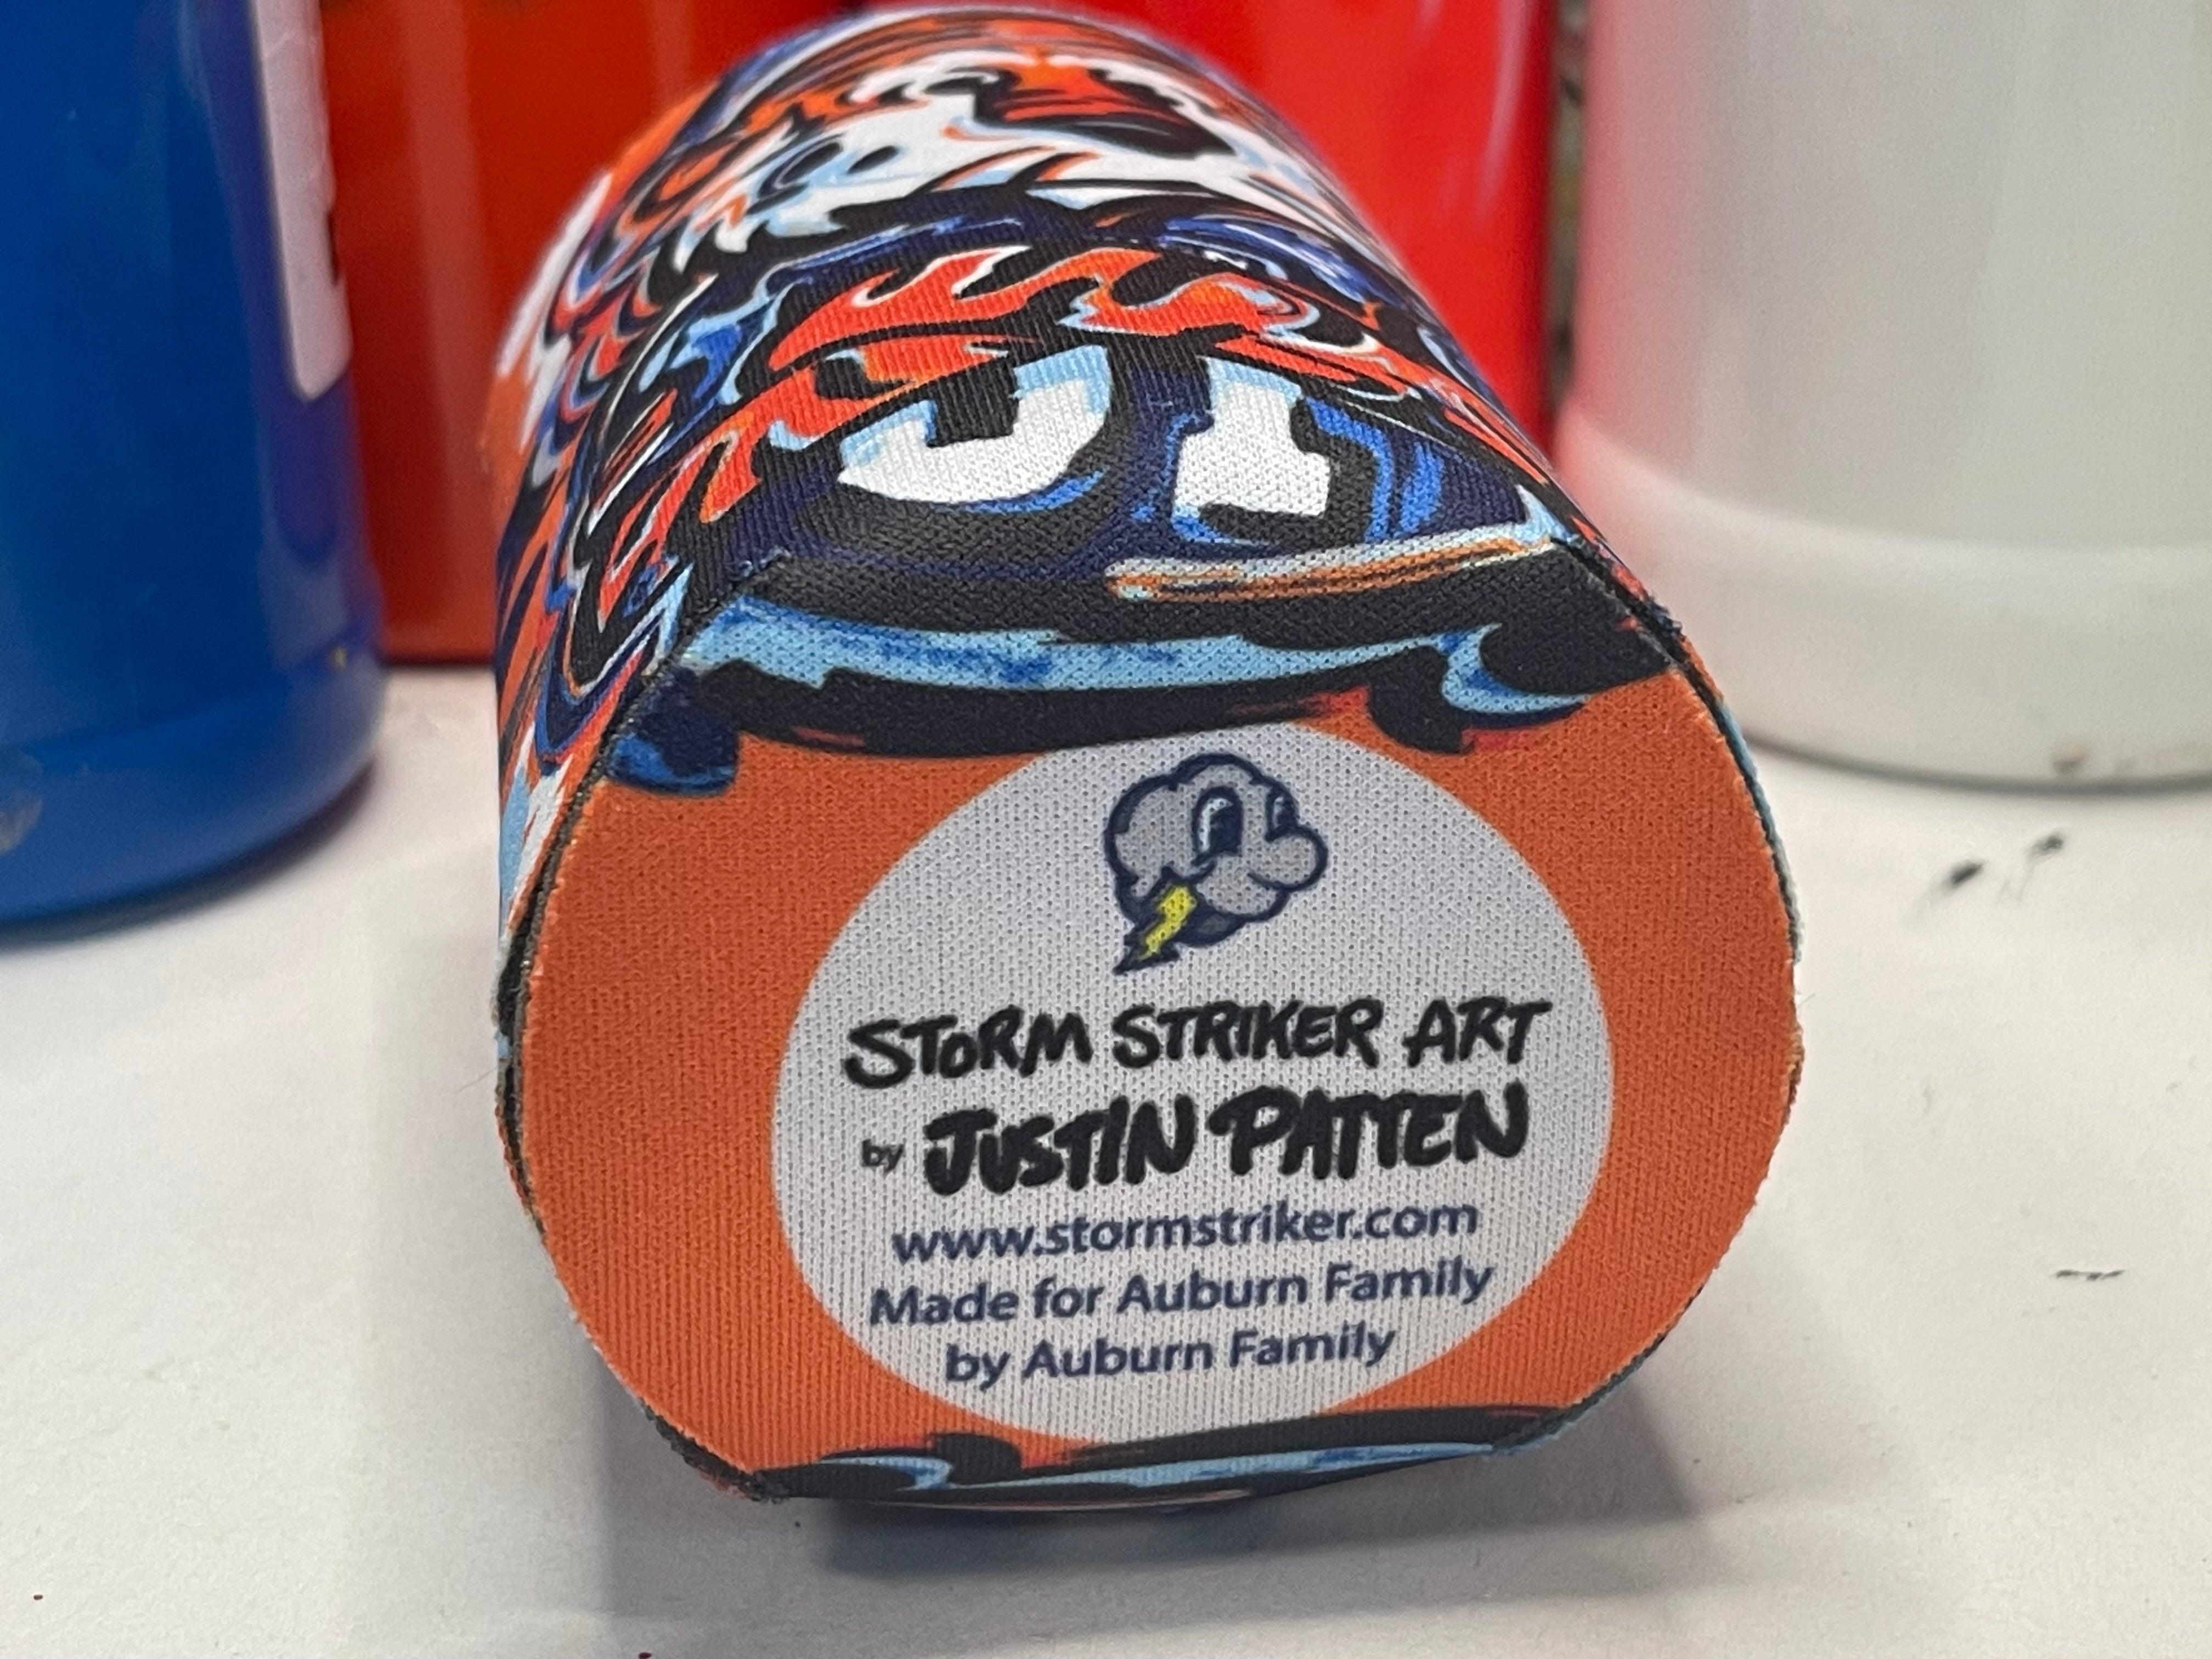 STORM STRIKER ART
by JUSTIN PATTEN
www.stormstriker.com
Made for Auburn Family
by Auburn Family